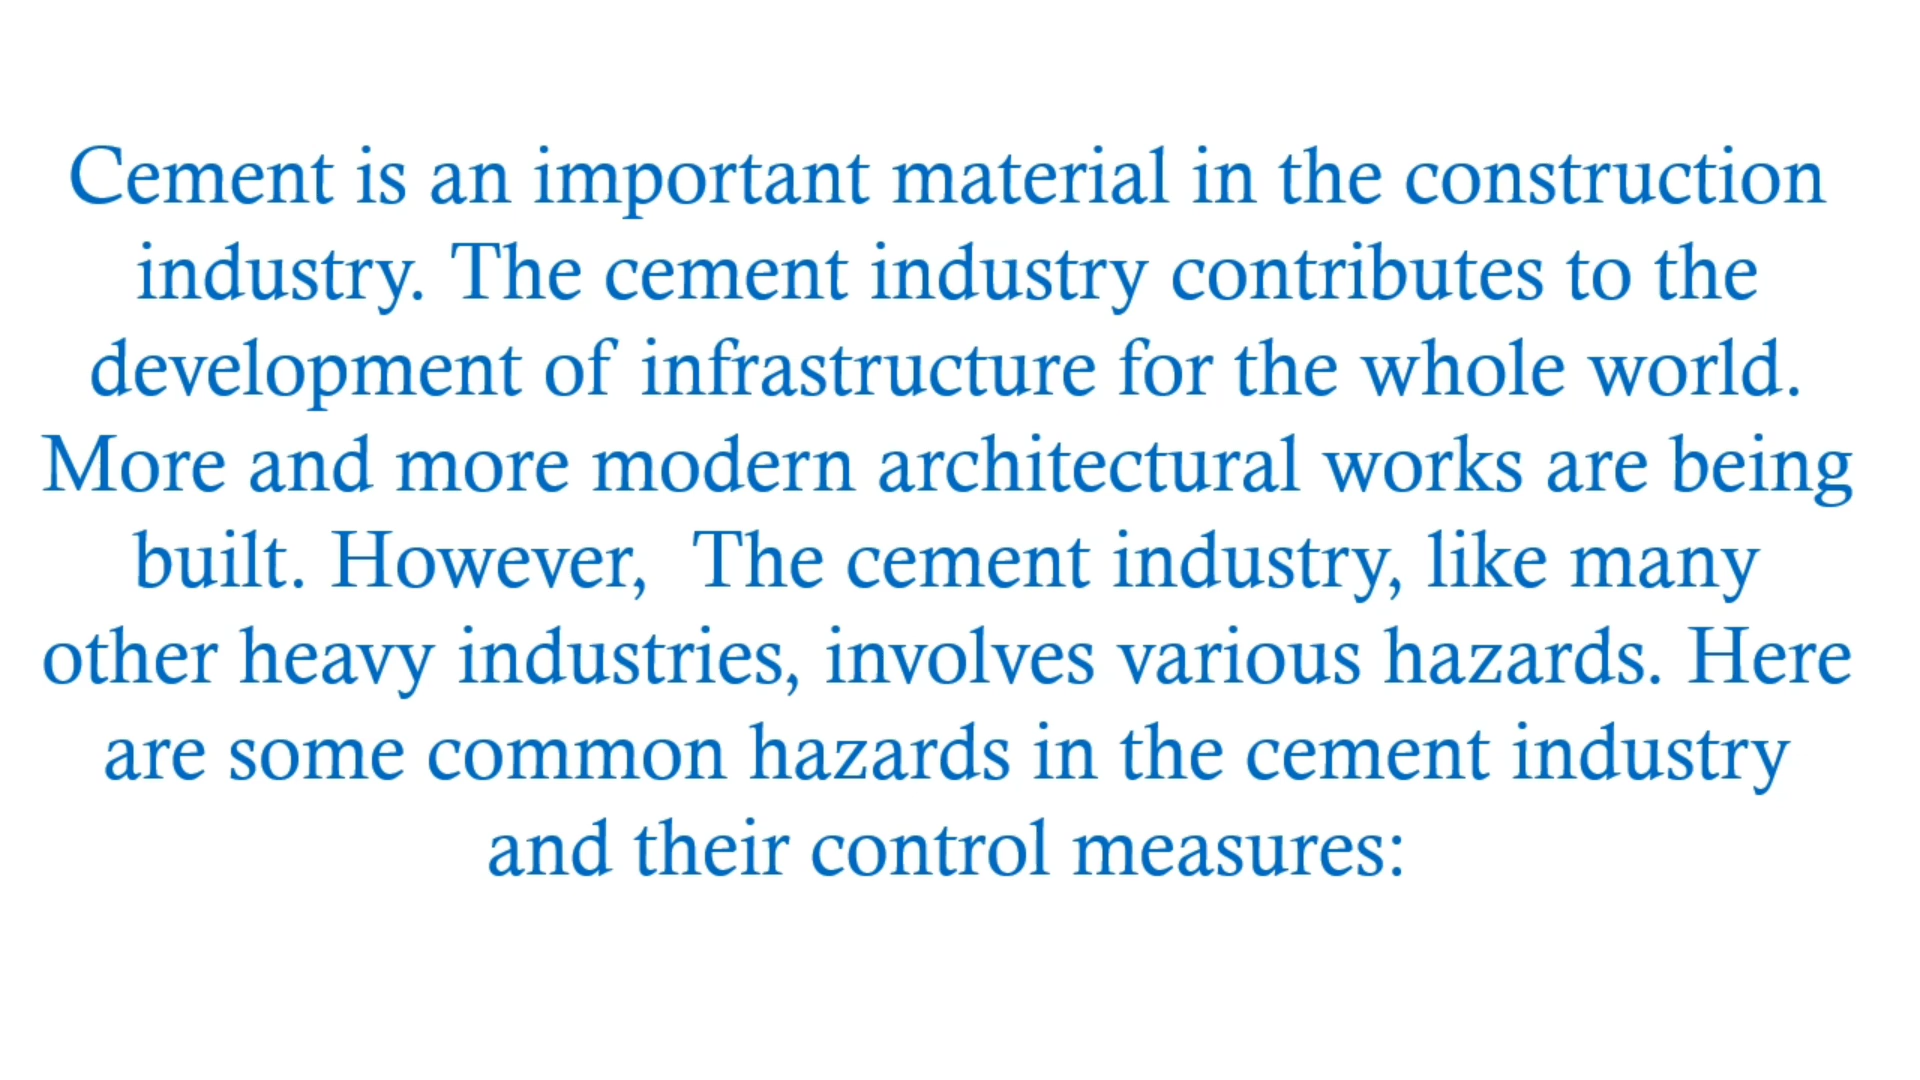 Cement is an important material in the construction
industry. The cement industry contributes to the
development of infrastructure for the whole world.
More and more modern architectural works are being
built. However,  The cement industry, like many
other heavy industries, involves various hazards. Here
are some common hazards in the cement industry
and their control measures: